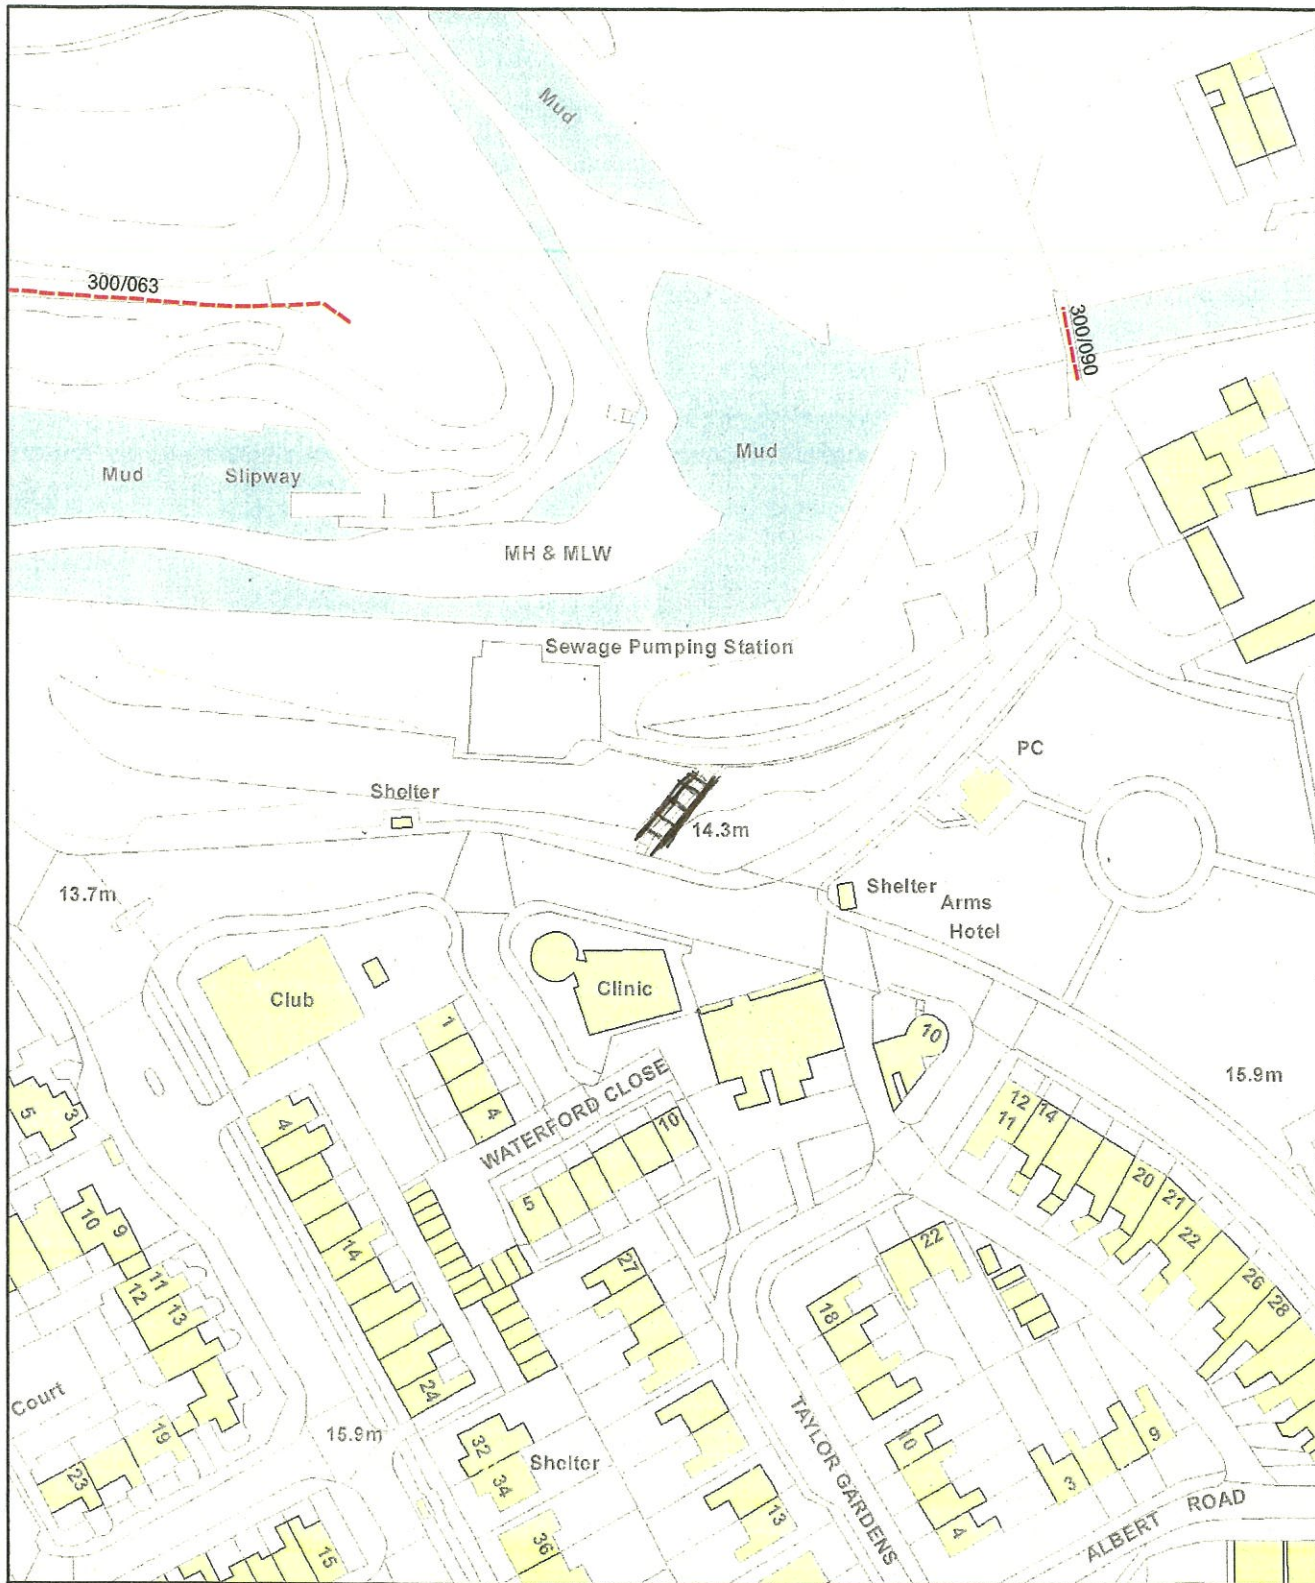 Mud
300/063
300/090
Mud
Slipway
Mud
MH & MLW
Sewage Pumping Station
PC
Shelter
14.3m
13.7m
Shelter
Arms
Hotel
Club
Clinic
1
10
15.9m
5
3
4
4
WATERFORD CLOSE
10
12
14
11
5
20
21
22
10
9
14
27
22
26
28
11
12
13
18
24
Court
19
15.9m
32
34
Shelter
23
TAYLOR GARDENS
10
9
3
13
4
36
15
ALBERT ROAD